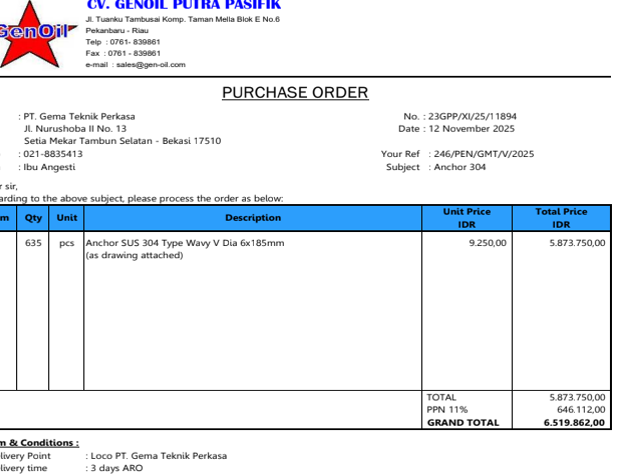 CV. GENOIL PUTRA PASIFIK
GenOil
Jl. Tuanku Tambusai Komp. Taman Mella Blok E No.6
Pekanbaru - Riau
Telp : 0761- 839861
Fax : 0761 - 839861
e-mail : sales@gen-oil.com
PURCHASE ORDER
: PT. Gema Teknik Perkasa No. : 23GPP/XI/25/11894
Jl. Nurushoba II No. 13 Date : 12 November 2025
Setia Mekar Tambun Selatan - Bekasi 17510
: 021-8835413 Your Ref : 246/PEN/GMT/V/2025
: Ibu Angesti Subject : Anchor 304
r sir,
arding to the above subject, please process the order as below:
m Qty Unit Description Unit Price IDR Total Price IDR
635 pcs Anchor SUS 304 Type Wavy V Dia 6x185mm 9.250,00 5.873.750,00
(as drawing attached)
TOTAL 5.873.750,00
PPN 11% 646.112,00
GRAND TOTAL 6.519.862,00
m & Conditions :
livery Point : Loco PT. Gema Teknik Perkasa
livery time : 3 days ARO